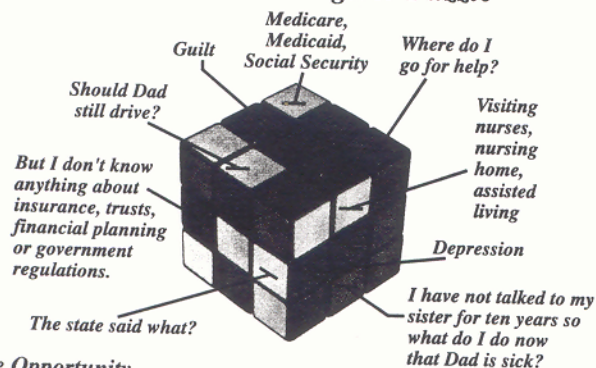 Medicare,
Medicaid,
Social Security
Guilt
Where do I
go for help?
Should Dad
still drive?
Visiting
nurses,
nursing
home,
assisted
living
But I don't know
anything about
insurance, trusts,
financial planning
or government
regulations.
Depression
The state said what?
I have not talked to my
sister for ten years so
what do I do now
that Dad is sick?
Opportunity